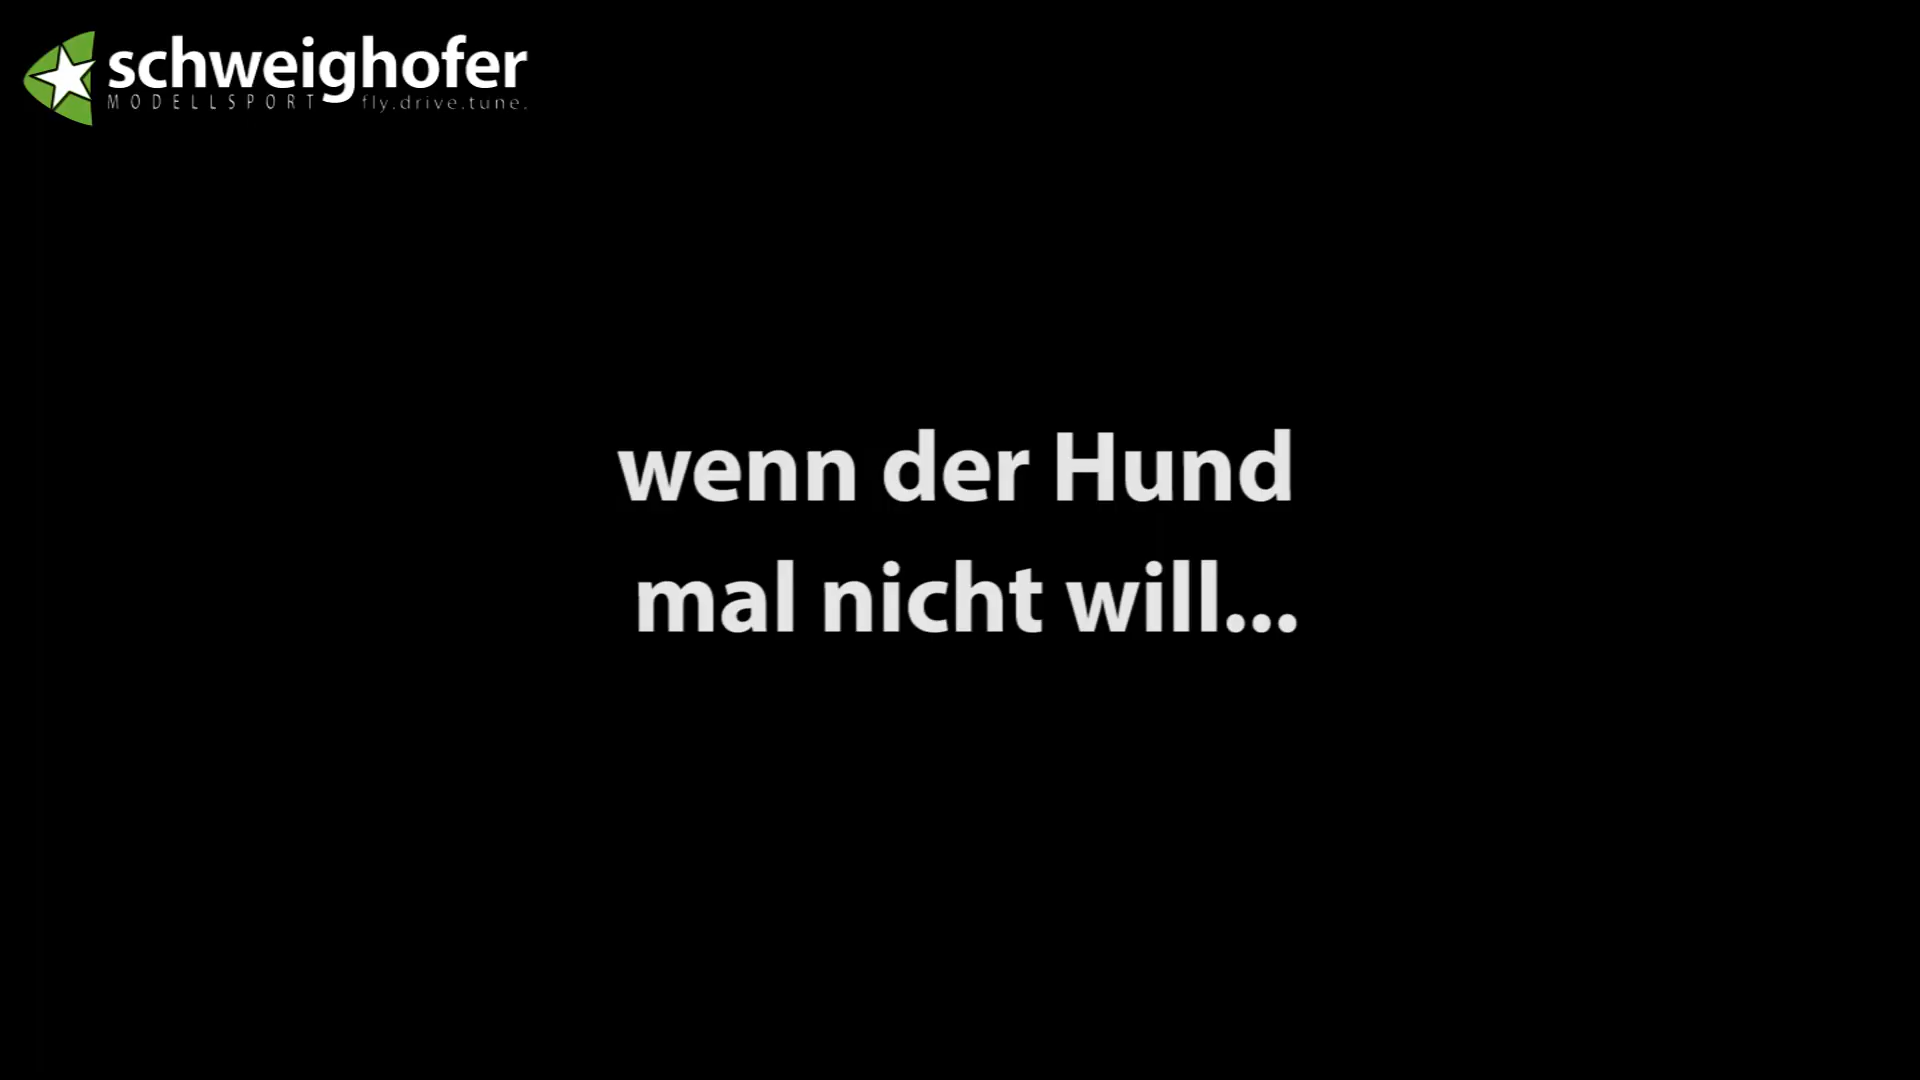 schweighofer
MODELLSPORT fly.drive.tune.
wenn der Hund
mal nicht will...